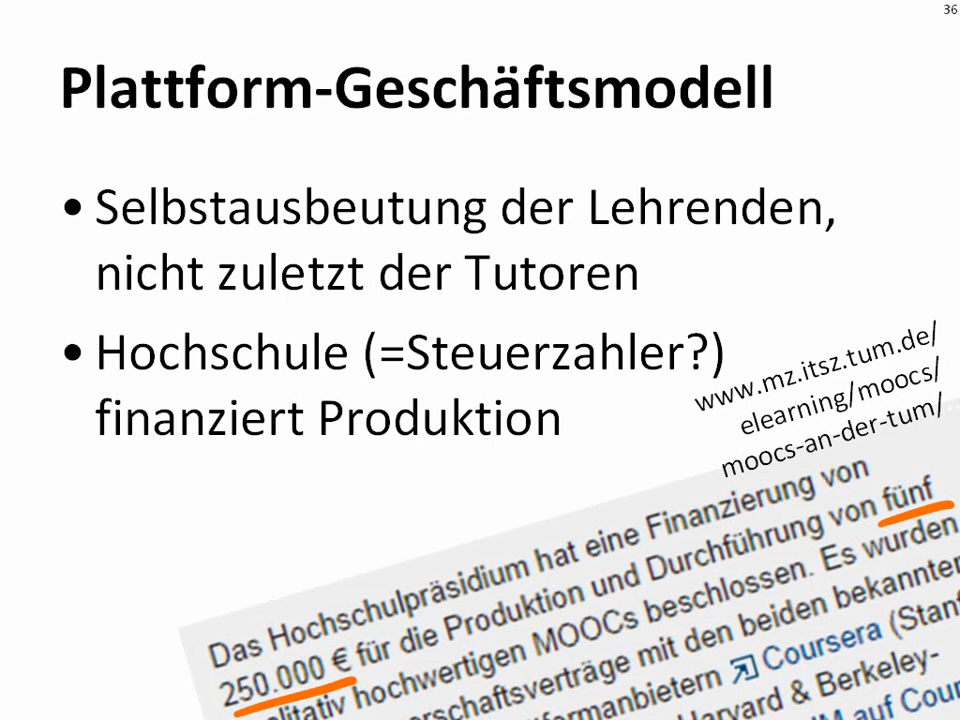 36
Plattform-Geschäftsmodell
• Selbstausbeutung der Lehrenden,
nicht zuletzt der Tutoren
• Hochschule (=Steuerzahler?)
finanziert Produktion
www.mz.itsz.tum.de/
elearning/moocs/
moocs-an-der-tum/
Das Hochschulpräsidium hat eine Finanzierung von
250.000 € für die Produktion und Durchführung von fünf
hochwertigen MOOCs beschlossen. Es wurden
mit den beiden bekannten
Coursera
Harvard & Berkeley-
auf